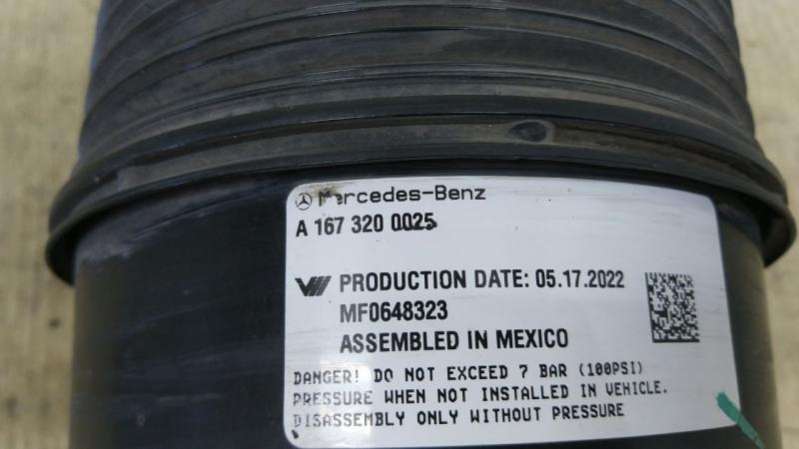 Mercedes-Benz
A 167 320 0025
PRODUCTION DATE: 05.17.2022
MF0648323
ASSEMBLED IN MEXICO
DANGER! DO NOT EXCEED 7 BAR (100PSI)
PRESSURE WHEN NOT INSTALLED IN VEHICLE.
DISASSEMBLY ONLY WITHOUT PRESSURE